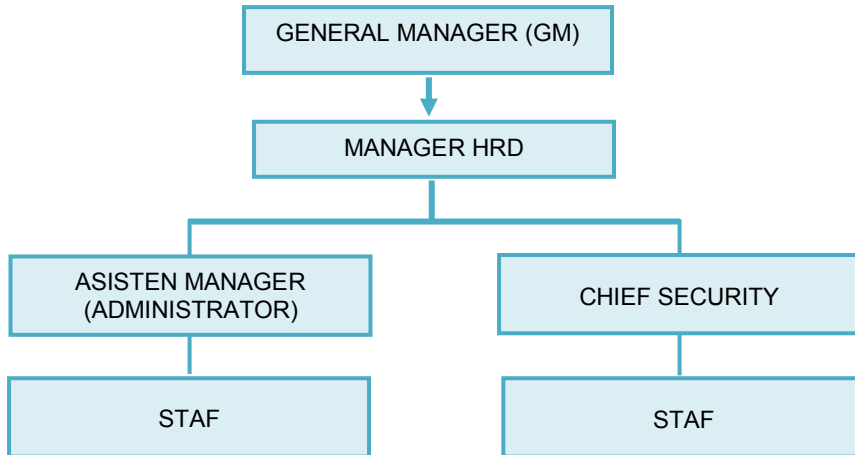 GENERAL MANAGER (GM)
MANAGER HRD
ASISTEN MANAGER
(ADMINISTRATOR)
CHIEF SECURITY
STAF
STAF